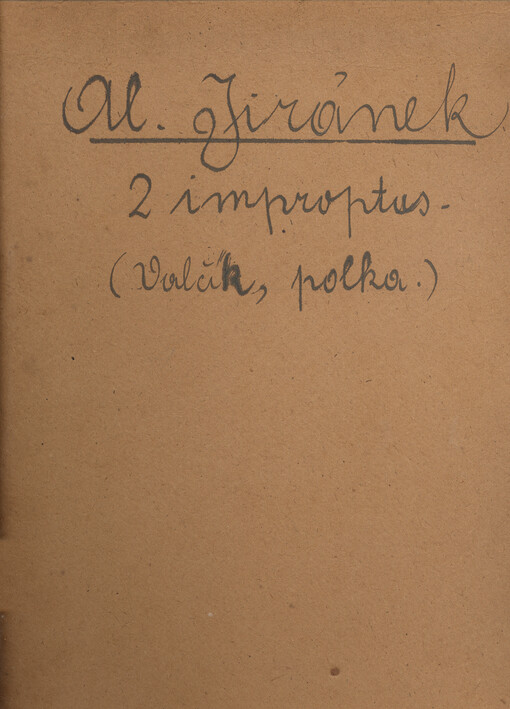 Al. Jiránek.
2 improptus.
(Valčík, polka.)